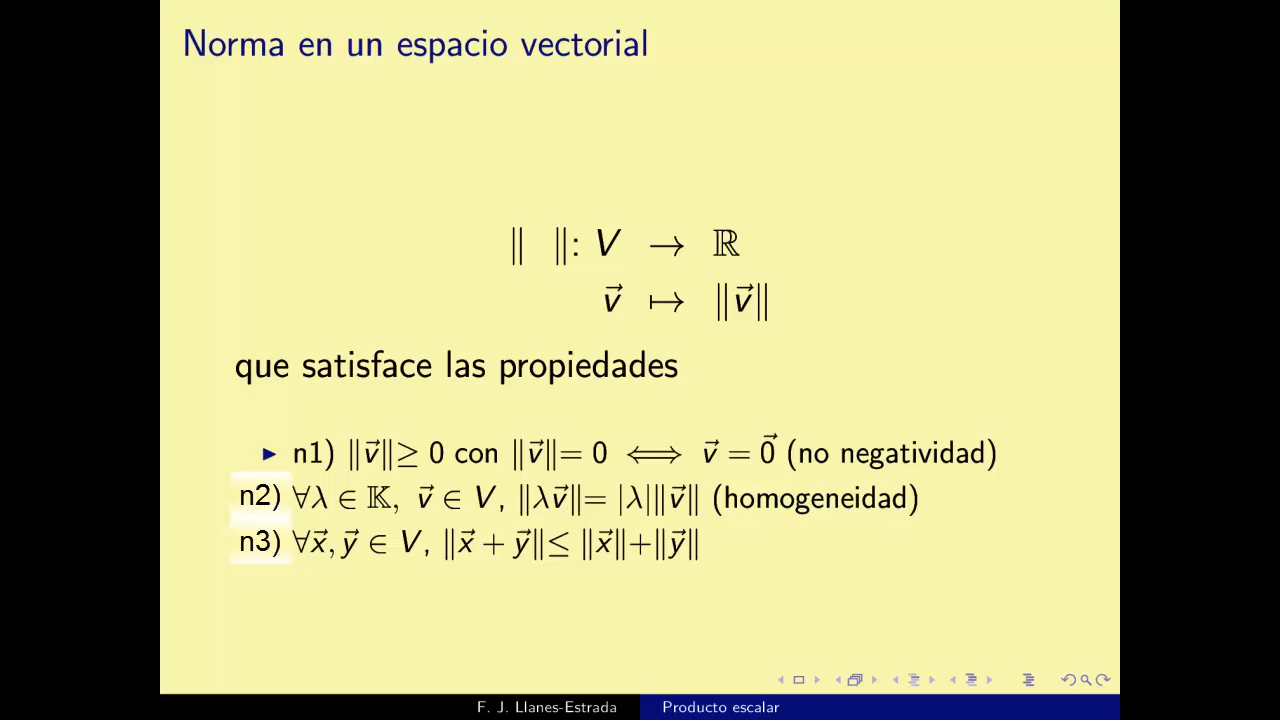 Norma en un espacio vectorial
‖ ‖: V → ℝ
v⃗ ↦ ‖v⃗‖
que satisface las propiedades
▶ n1) ‖v⃗‖≥ 0 con ‖v⃗‖= 0 ⟺ v⃗ = 0⃗ (no negatividad)
n2) ∀λ ∈ 𝕂, v⃗ ∈ V, ‖λv⃗‖= |λ|‖v⃗‖ (homogeneidad)
n3) ∀x⃗, y⃗ ∈ V, ‖x⃗ + y⃗‖≤ ‖x⃗‖+‖y⃗‖
F. J. Llanes-Estrada Producto escalar